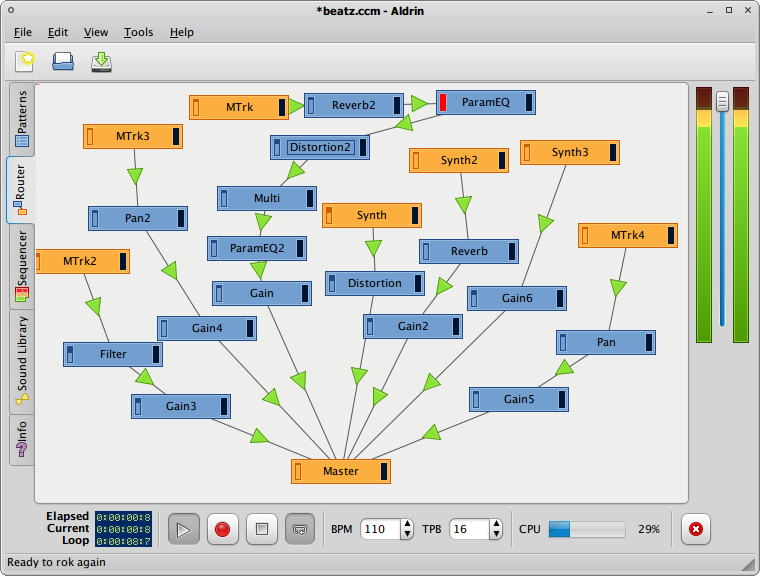 *beatz.ccm - Aldrin
File Edit View Tools Help
Patterns
Router
Sequencer
Sound Library
Info
MTrk
Reverb2
ParamEQ
MTrk3
Distortion2
Synth2
Synth3
Multi
Pan2
Synth
MTrk4
ParamEQ2
Reverb
MTrk2
Distortion
Gain
Gain6
Gain4
Gain2
Pan
Filter
Gain3
Gain5
Master
Elapsed 0:00:00:8
Current 0:00:00:8
Loop 0:00:08:7
BPM 110 TPB 16 CPU 29%
Ready to rok again